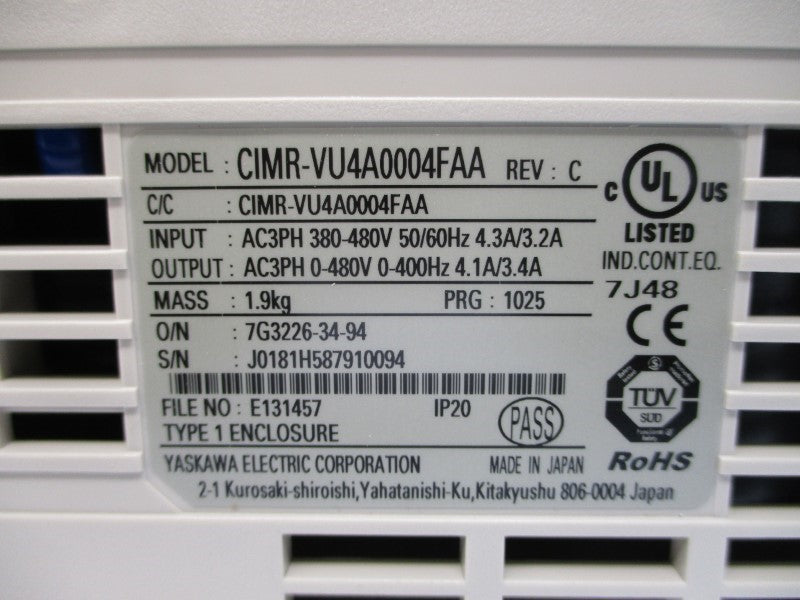 MODEL : CIMR-VU4A0004FAA REV : C
C/C : CIMR-VU4A0004FAA
INPUT : AC3PH 380-480V 50/60Hz 4.3A/3.2A
OUTPUT : AC3PH 0-480V 0-400Hz 4.1A/3.4A
MASS : 1.9kg PRG : 1025
O/N : 7G3226-34-94
S/N : J0181H587910094
FILE NO : E131457 IP20
TYPE 1 ENCLOSURE
PASS
YASKAWA ELECTRIC CORPORATION MADE IN JAPAN
2-1 Kurosaki-shiroishi,Yahatanishi-Ku,Kitakyushu 806-0004 Japan
C UL US
LISTED
IND.CONT.EQ.
7J48
CE
TÜV
SÜD
Functional
Safety
RoHS